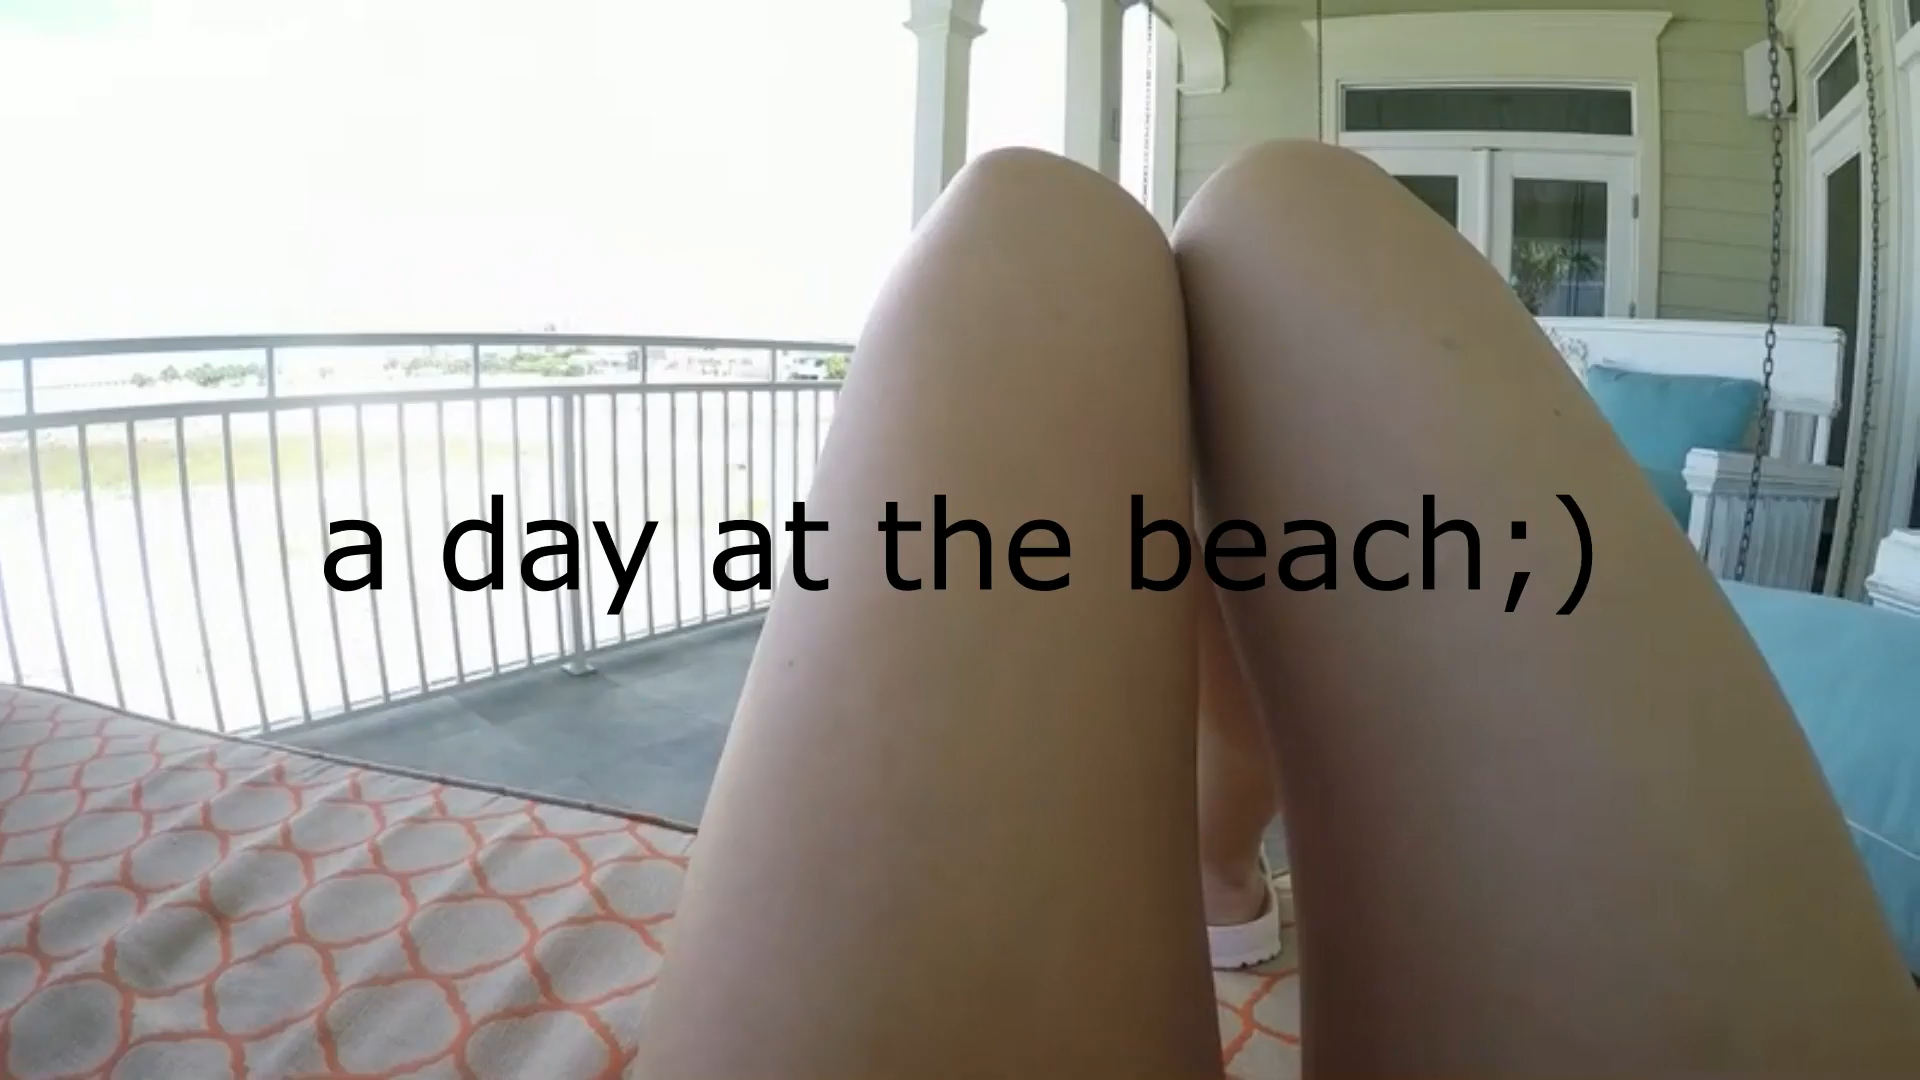 a day at the beach;)